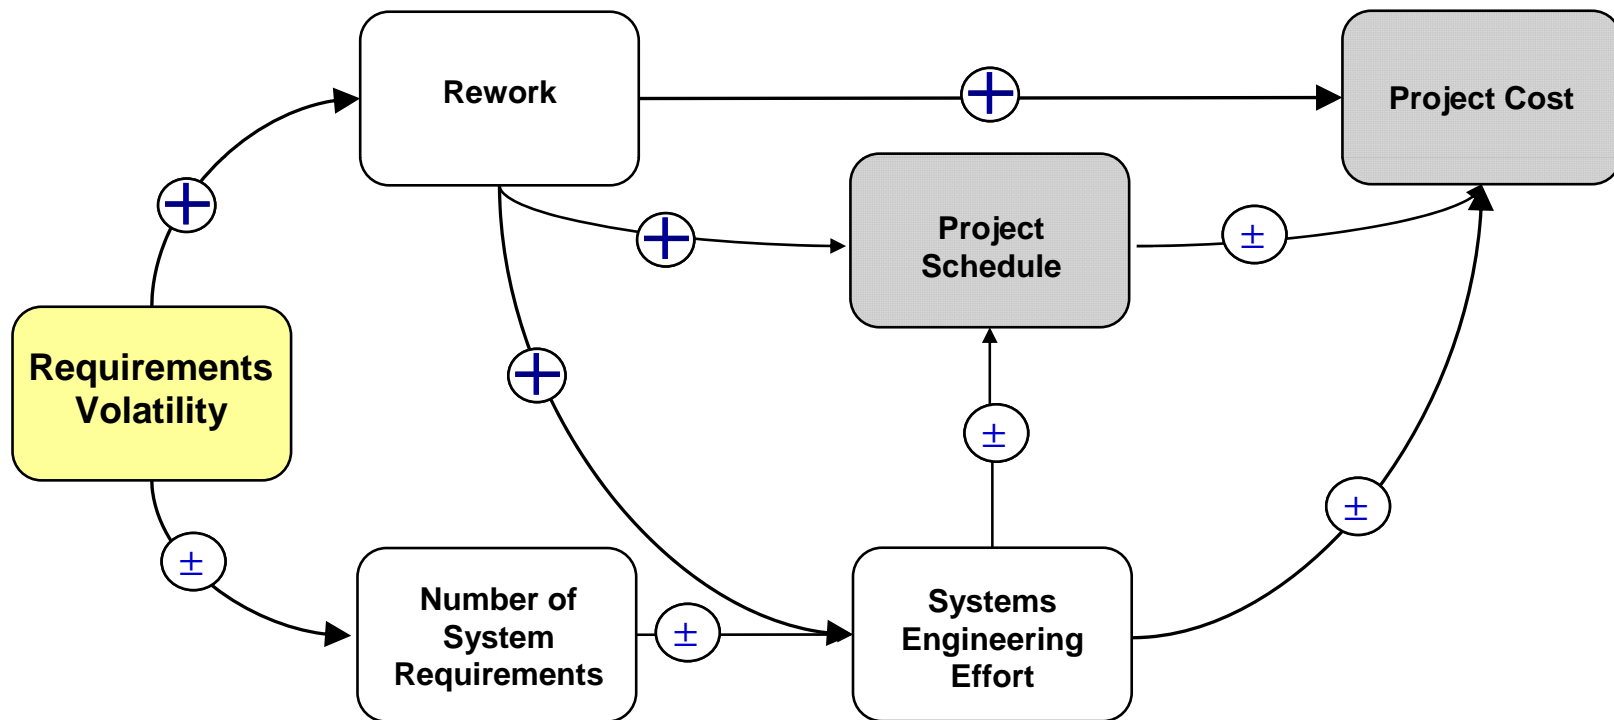 Rework
+
Project Cost
+
Project
Schedule
+
±
+
Requirements
Volatility
±
±
±
Number of
System
Requirements
±
Systems
Engineering
Effort